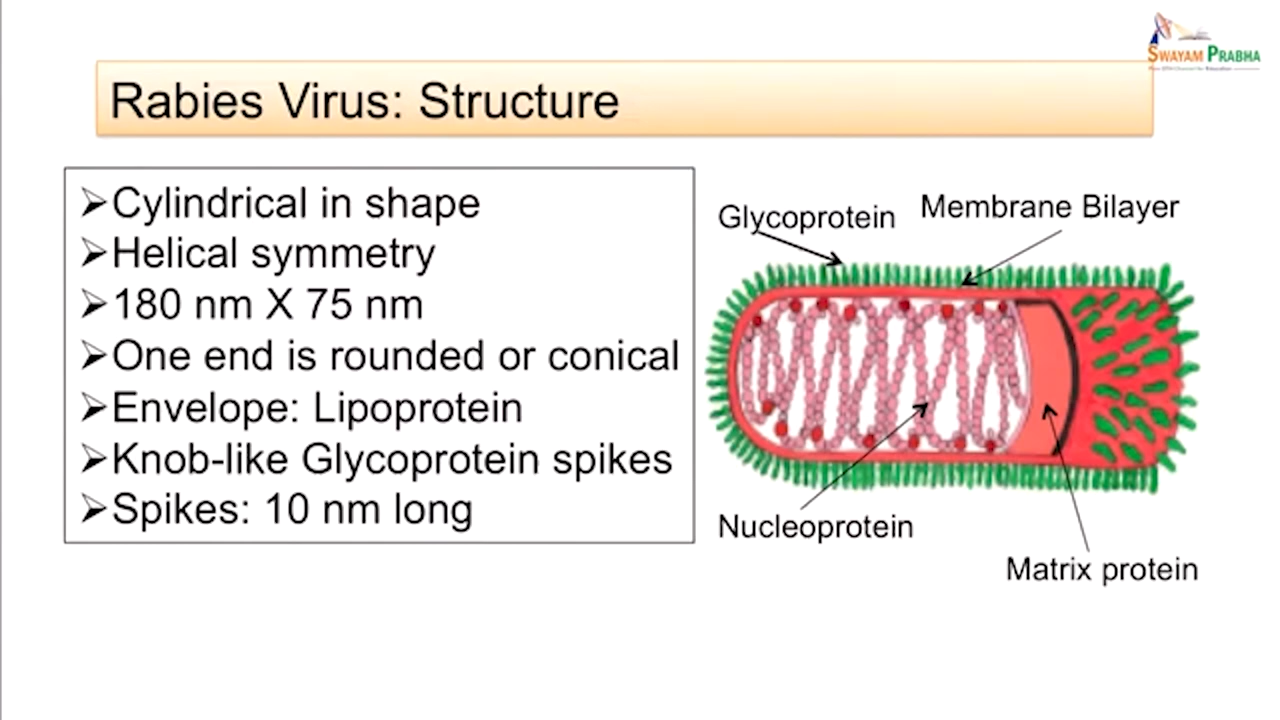 SWAYAM PRABHA
Rabies Virus: Structure
➢Cylindrical in shape
➢Helical symmetry
➢180 nm X 75 nm
➢One end is rounded or conical
➢Envelope: Lipoprotein
➢Knob-like Glycoprotein spikes
➢Spikes: 10 nm long
Glycoprotein
Membrane Bilayer
Nucleoprotein
Matrix protein